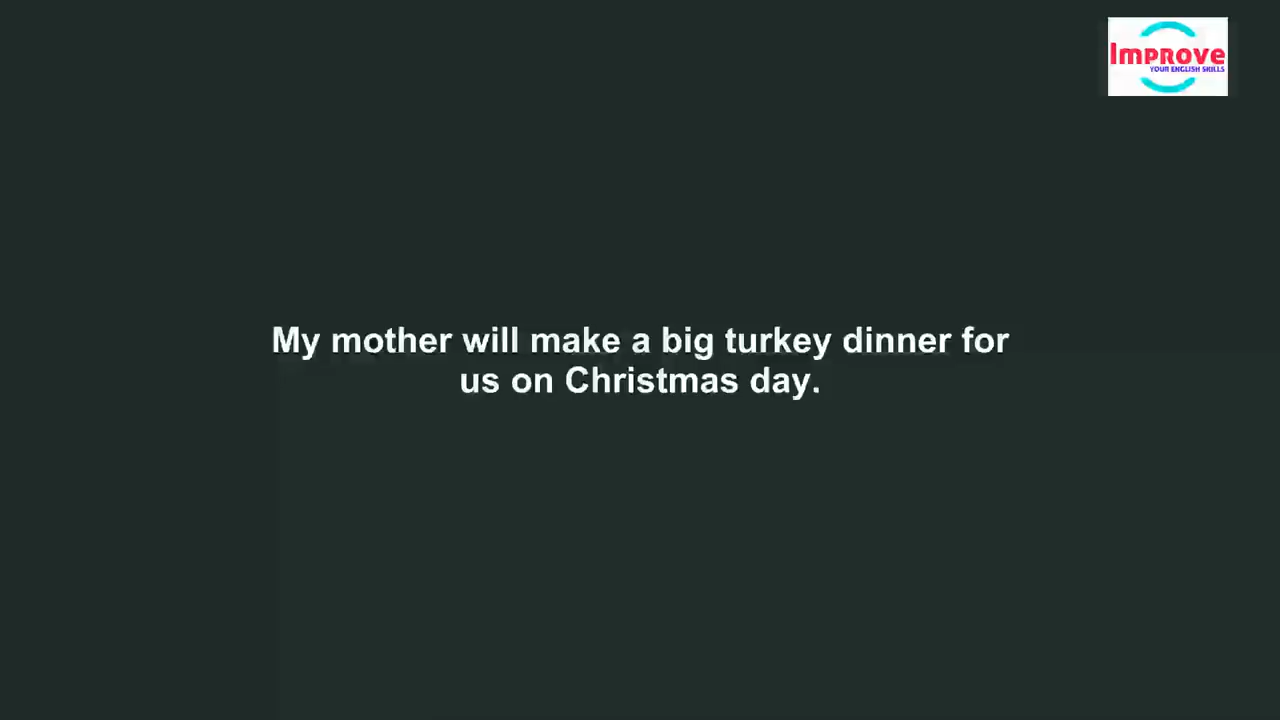 Improve
YOUR ENGLISH SKILLS
My mother will make a big turkey dinner for
us on Christmas day.